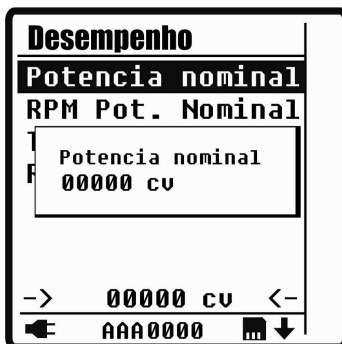 Desempenho
Potencia nominal
RPM Pot. Nominal
T
Potencia nominal
R
00000 cv
-> 00000 cv <-
AAA0000